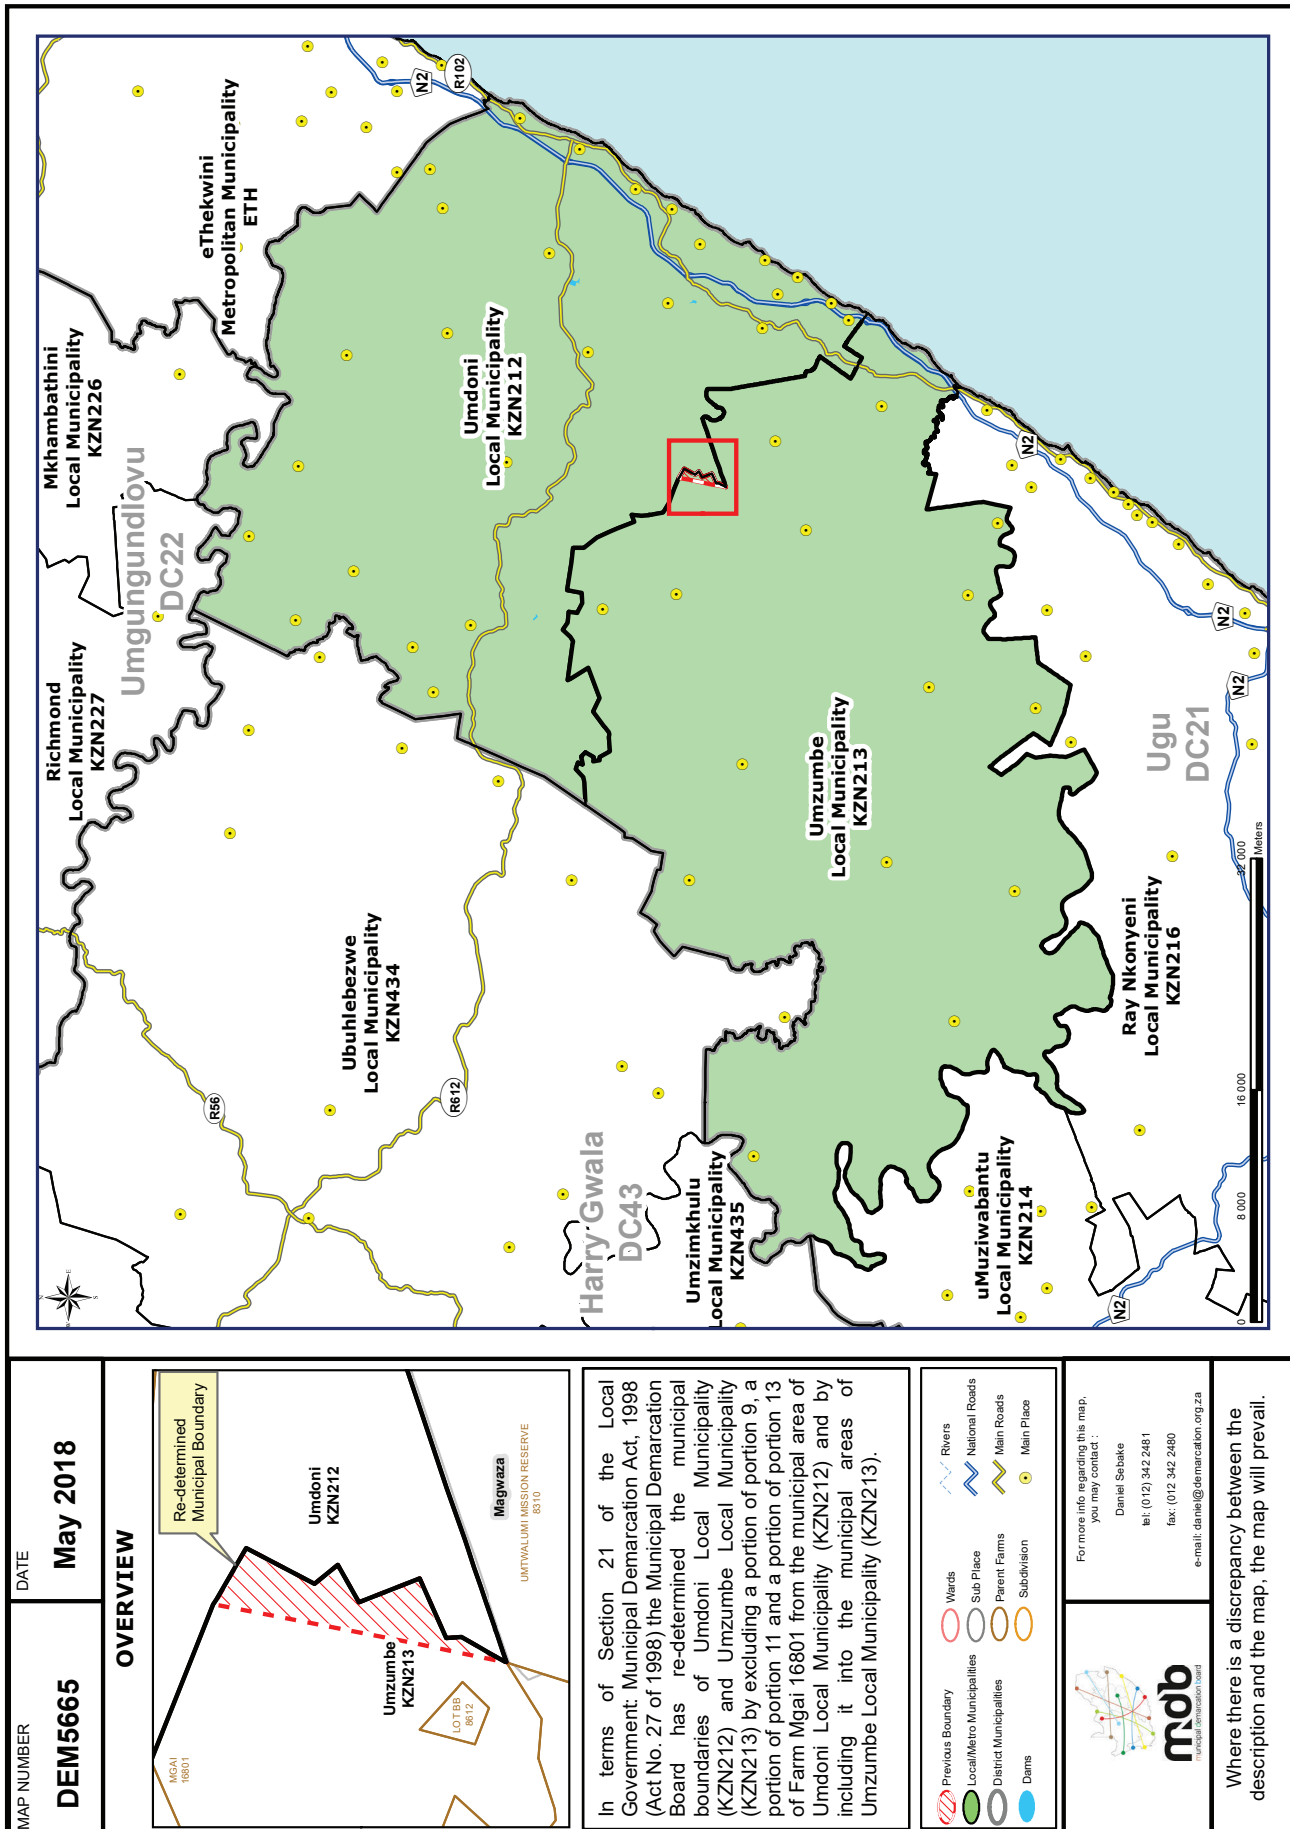 MAP NUMBER
DEM5665
DATE
May 2018
OVERVIEW
Re-determined
Municipal Boundary
MGAI
16801
Umdoni
KZN212
Umzumbe
KZN213
LOT BB
8612
Magwaza
UMTWALUMI MISSION RESERVE
8310
In terms of Section 21 of the Local
Government: Municipal Demarcation Act, 1998
(Act No. 27 of 1998) the Municipal Demarcation
Board has re-determined the municipal
boundaries of Umdoni Local Municipality
(KZN212) and Umzumbe Local Municipality
(KZN213) by excluding a portion of portion 9, a
portion of portion 11 and a portion of portion 13
of Farm Mgai 16801 from the municipal area of
Umdoni Local Municipality (KZN212) and by
including it into the municipal areas of
Umzumbe Local Municipality (KZN213).
Previous Boundary
Local/Metro Municipalities
District Municipalities
Dams
Wards
Sub Place
Parent Farms
Subdivision
Rivers
National Roads
Main Roads
Main Place
mdb
municipal demarcation board
For more info regarding this map,
you may contact :
Daniel Sebake
tel: (012) 342 2481
fax: (012 342 2480
e-mail: daniel@demarcation.org.za
Where there is a discrepancy between the
description and the map, the map will prevail.
N
E
S
Richmond
Local Municipality
KZN227
Mkhambathini
Local Municipality
KZN226
Umgungundlovu
DC22
eThekwini
Metropolitan Municipality
ETH
N2
R102
R56
Ubuhlebezwe
Local Municipality
KZN434
R612
Umdoni
Local Municipality
KZN212
Harry Gwala
DC43
Umzimkhulu
Local Municipality
KZN435
Umzumbe
Local Municipality
KZN213
uMuziwabantu
Local Municipality
KZN214
Ray Nkonyeni
Local Municipality
KZN216
Ugu
DC21
N2
N2
N2
N2
0
8 000
16 000
32 000
Meters